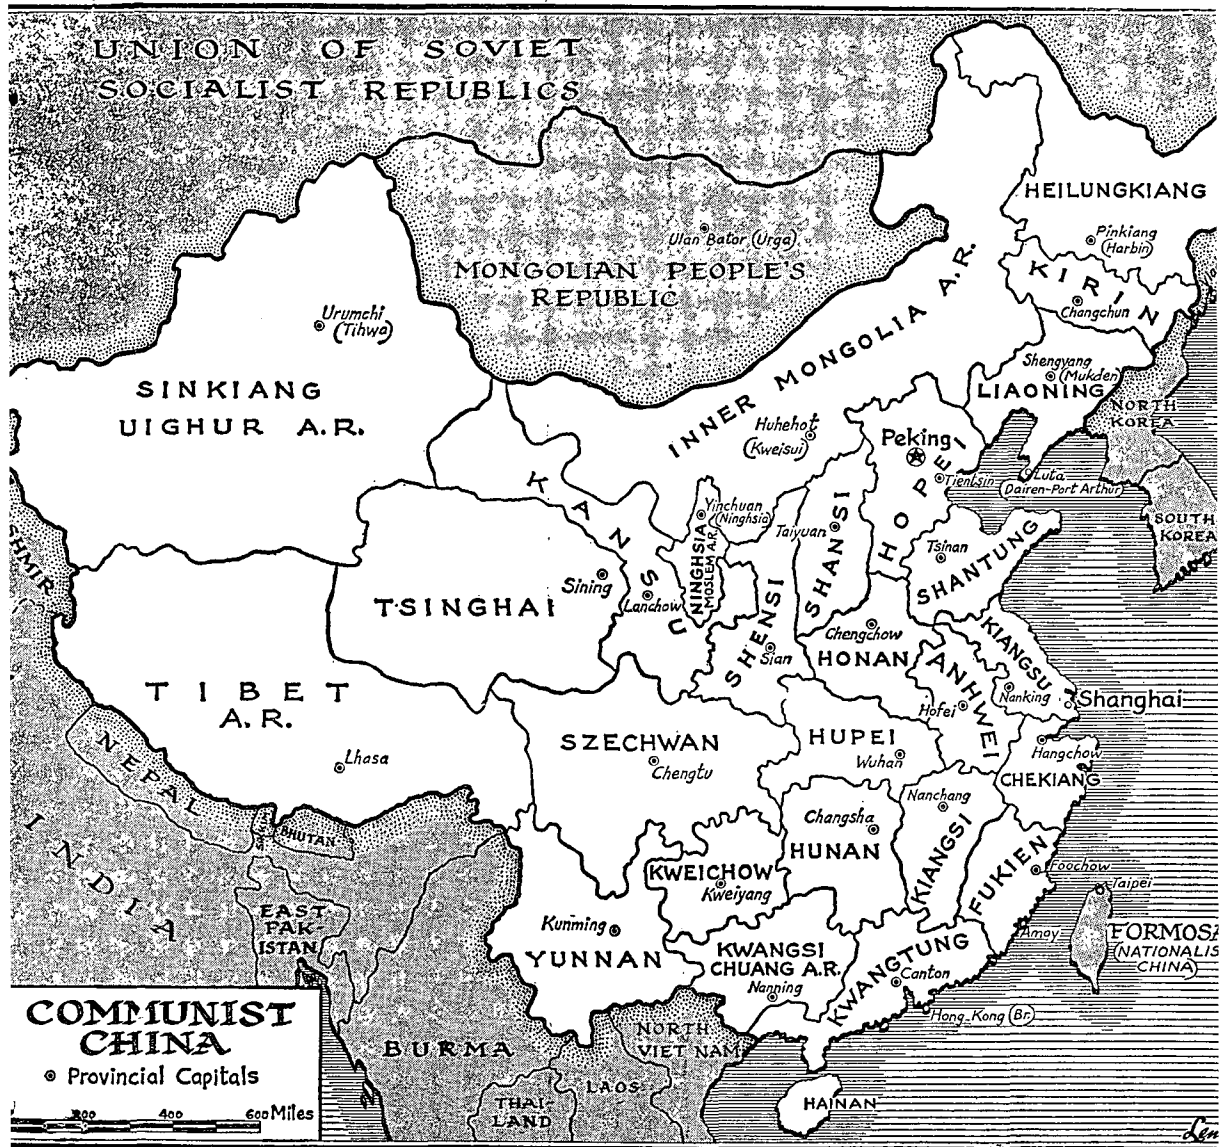 UNION OF SOVIET
SOCIALIST REPUBLICS
HEILUNGKIANG
Pinkiang
(Harbin)
Ulan Bator (Urga)
MONGOLIAN PEOPLE'S
REPUBLIC
KIRIN
Changchun
Urumchi
(Tihwa)
INNER MONGOLIA A.R.
Shengyang
(Mukden)
LIAONING
SINKIANG
UIGHUR A.R.
NORTH
KOREA
Huhehot
(Kweisui)
Peking
HOPEI
Tientsin
Luta
(Dairen-Port Arthur)
KANSU
Yinchuan
(Ninghsia)
NINGHSIA
MOSLEM A.R.
Taiyuan
SHANSI
SOUTH
KOREA
Tsinan
SHANTUNG
HMIR
Sining
Lanchow
TSINGHAI
SHENSI
Sian
Chengchow
HONAN
KIANGSU
Nanking
ANHWEI
Hofei
Shanghai
TIBET
A.R.
Lhasa
SZECHWAN
Chengtu
HUPEI
Wuhan
Hangchow
CHEKIANG
NEPAL
BHUTAN
INDIA
Changsha
HUNAN
Nanchang
KIANGSI
FUKIEN
Foochow
KWEICHOW
Kweiyang
Taipei
EAST
PAK-
ISTAN
Kunming
YUNNAN
KWANGSI
CHUANG A.R.
Nanning
KWANGTUNG
Canton
Amoy
FORMOSA
(NATIONALIS
CHINA)
Hong-Kong (Br.)
COMMUNIST
CHINA
Provincial Capitals
200 400 600 Miles
BURMA
NORTH
VIET NAM
LAOS
THAI-
LAND
HAINAN